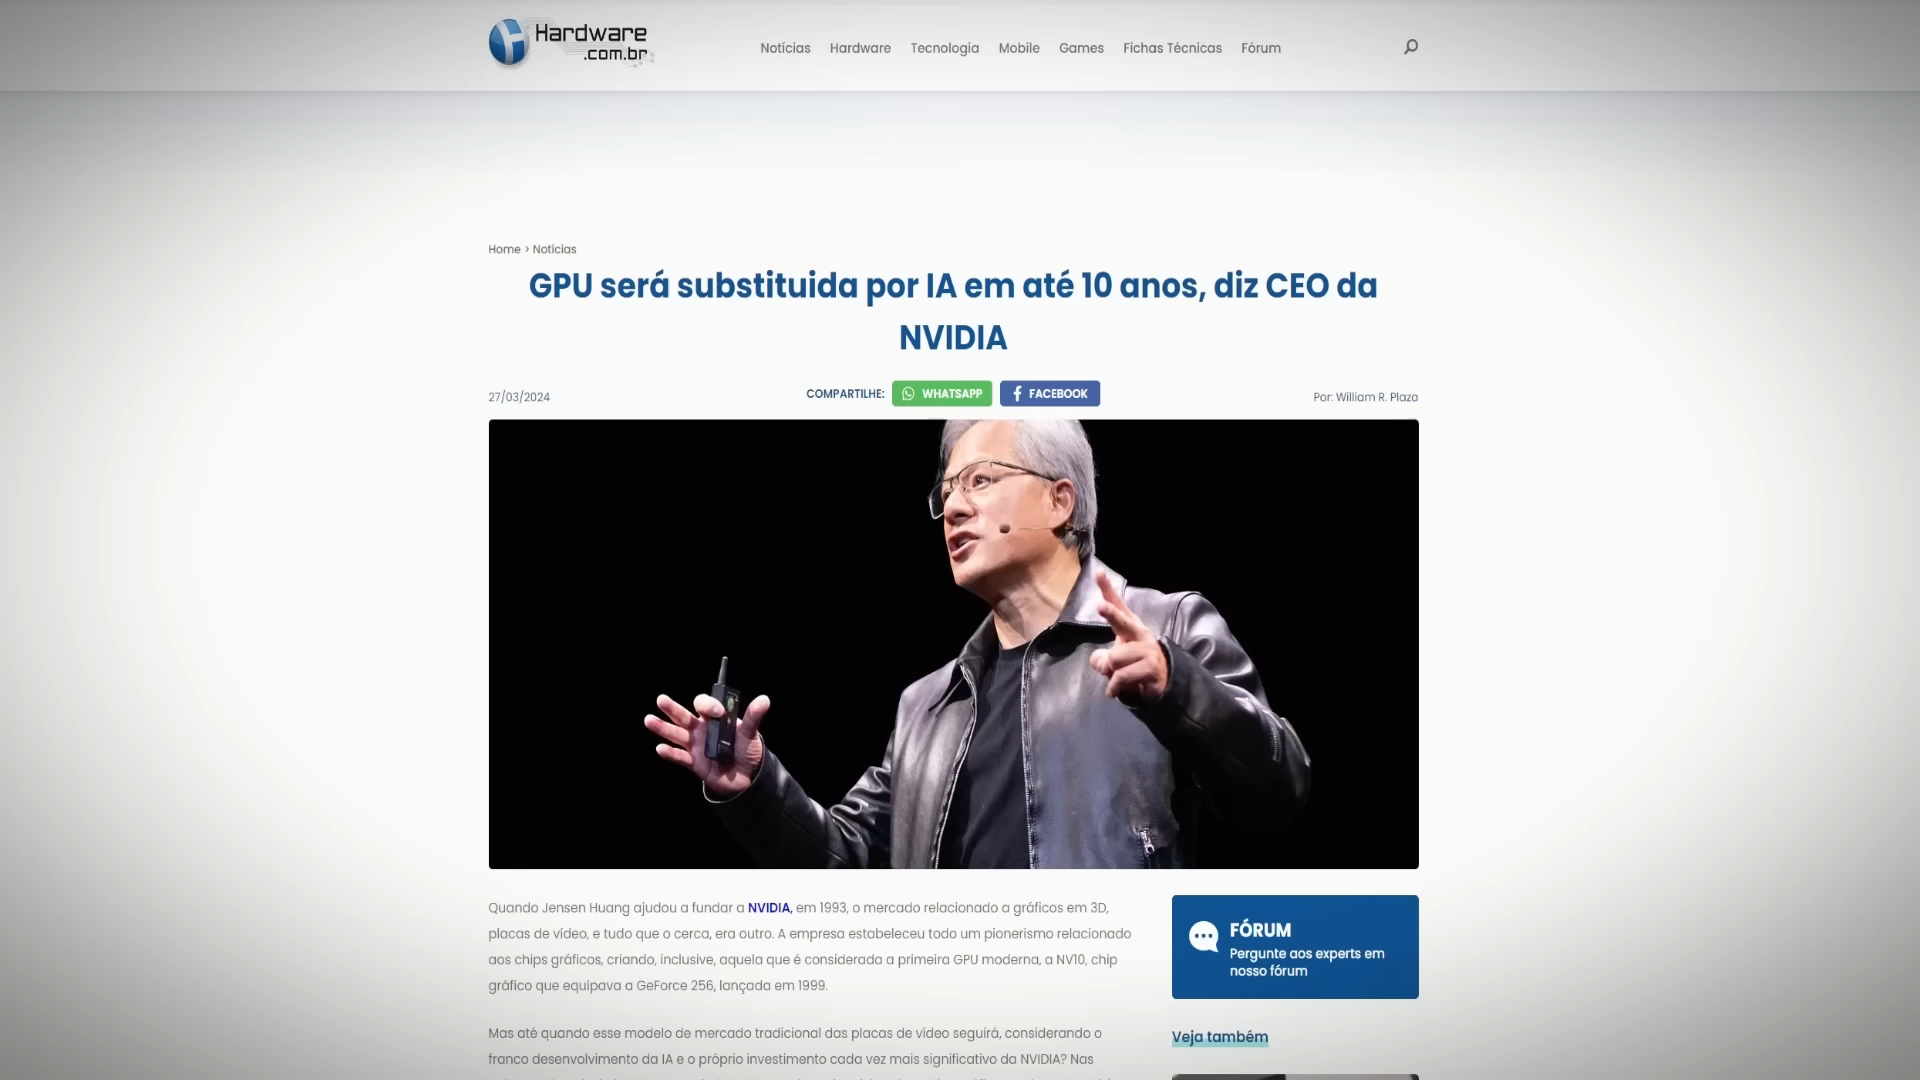 Hardware
.com.br
Notícias Hardware Tecnologia Mobile Games Fichas Técnicas Fórum
Home > Notícias
GPU será substituida por IA em até 10 anos, diz CEO da
NVIDIA
27/03/2024
COMPARTILHE: WHATSAPP FACEBOOK
Por: William R. Plaza
Quando Jensen Huang ajudou a fundar a NVIDIA, em 1993, o mercado relacionado a gráficos em 3D,
placas de vídeo, e tudo que o cerca, era outro. A empresa estabeleceu todo um pionerismo relacionado
aos chips gráficos, criando, inclusive, aquela que é considerada a primeira GPU moderna, a NV10, chip
gráfico que equipava a GeForce 256, lançada em 1999.
Mas até quando esse modelo de mercado tradicional das placas de vídeo seguirá, considerando o
franco desenvolvimento da IA e o próprio investimento cada vez mais significativo da NVIDIA? Nas
FÓRUM
Pergunte aos experts em
nosso fórum
Veja também